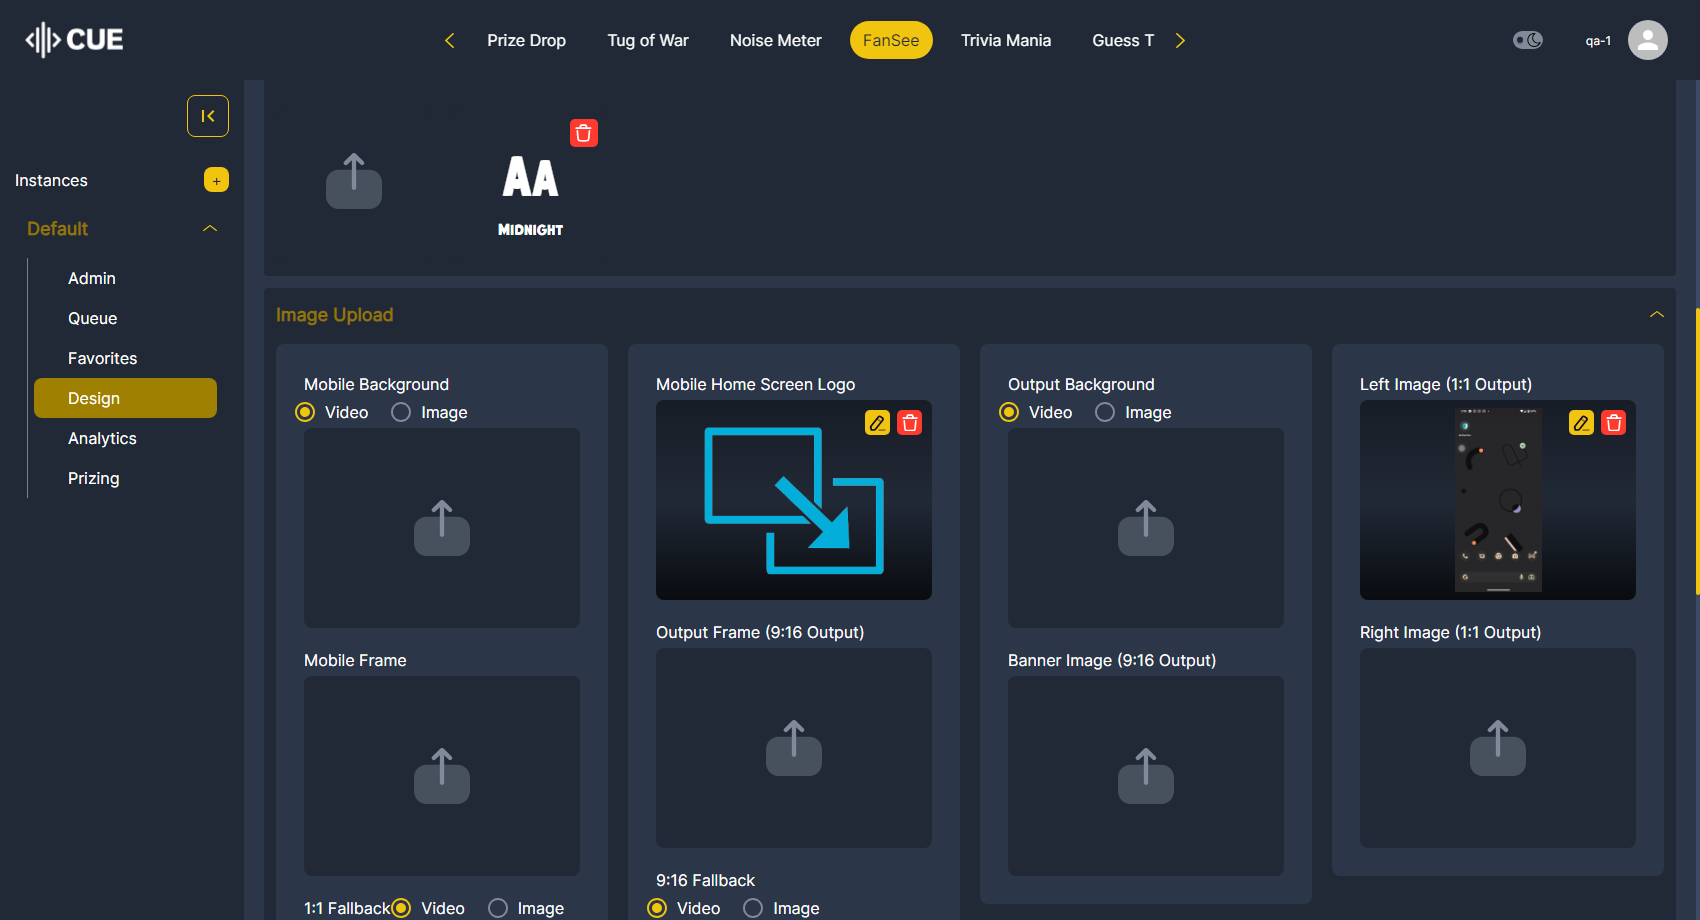 CUE
Prize Drop
Tug of War
Noise Meter
FanSee
Trivia Mania
Guess T
qa-1
Instances
+
Default
Admin
Queue
Favorites
Design
Analytics
Prizing
AA
MIDNIGHT
Image Upload
Mobile Background
Video
Image
Mobile Frame
1:1 Fallback
Video
Image
Mobile Home Screen Logo
Output Frame (9:16 Output)
9:16 Fallback
Video
Image
Output Background
Video
Image
Banner Image (9:16 Output)
Left Image (1:1 Output)
Right Image (1:1 Output)